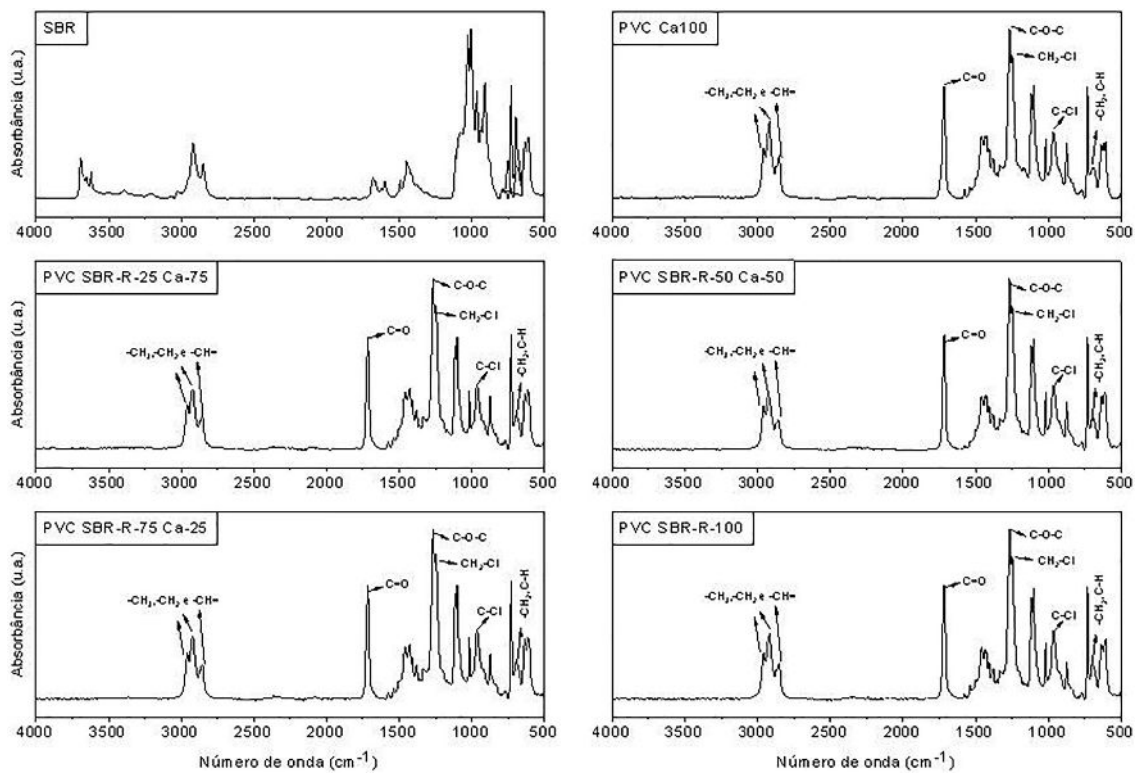 SBR
Absorbância (u.a.)
4000 3500 3000 2500 2000 1500 1000 500
PVC Ca100
-CH₃,-CH₂ e -CH=
C=O
C-O-C
CH₂-Cl
C-Cl
-CH₂, C-H
4000 3500 3000 2500 2000 1500 1000 500
PVC SBR-R-25 Ca-75
Absorbância (u.a.)
-CH₃,-CH₂ e -CH=
C=O
C-O-C
CH₂-Cl
C-Cl
-CH₂, C-H
4000 3500 3000 2500 2000 1500 1000 500
PVC SBR-R-50 Ca-50
-CH₃,-CH₂ e -CH=
C=O
C-O-C
CH₂-Cl
C-Cl
-CH₂, C-H
4000 3500 3000 2500 2000 1500 1000 500
PVC SBR-R-75 Ca-25
Absorbância (u.a.)
-CH₃,-CH₂ e -CH=
C=O
C-O-C
CH₂-Cl
C-Cl
-CH₂, C-H
4000 3500 3000 2500 2000 1500 1000 500
Número de onda (cm⁻¹)
PVC SBR-R-100
-CH₃,-CH₂ e -CH=
C=O
C-O-C
CH₂-Cl
C-Cl
-CH₂, C-H
4000 3500 3000 2500 2000 1500 1000 500
Número de onda (cm⁻¹)